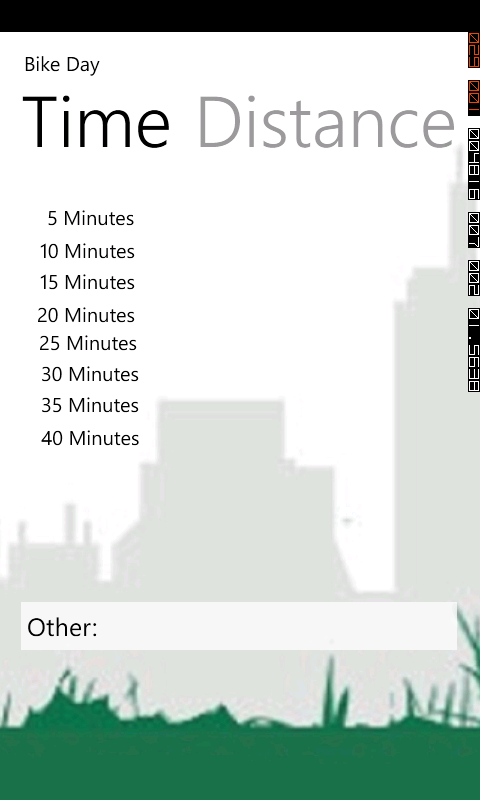 Bike Day
Time Distance
5 Minutes
10 Minutes
15 Minutes
20 Minutes
25 Minutes
30 Minutes
35 Minutes
40 Minutes
Other: